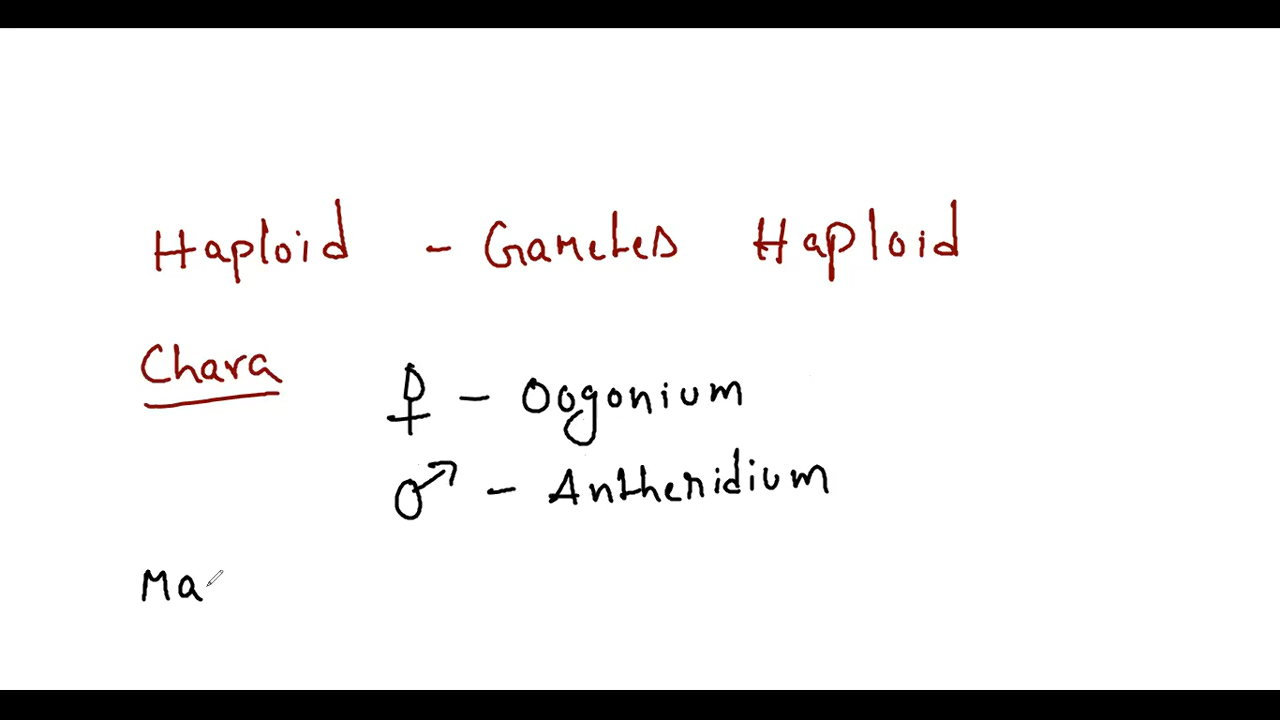 Haploid - Gametes Haploid
Chara
♀ - Oogonium
♂ - Antheridium
Ma